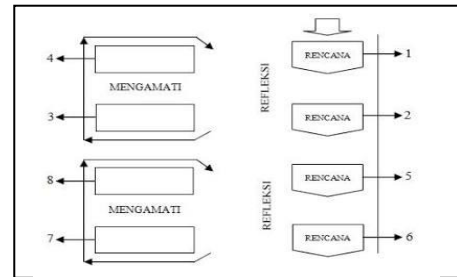 4
RENCANA
1
MENGAMATI
REFLEKSI
3
RENCANA
2
8
RENCANA
5
MENGAMATI
REFLEKSI
7
RENCANA
6